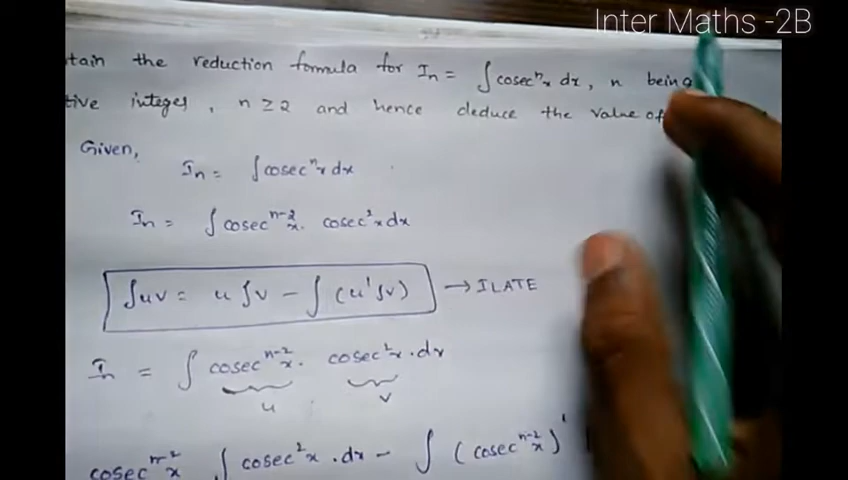 Inter Maths -2B
tain the reduction formula for Iₙ = ∫cosecⁿx dx, n being
tive integer, n ≥ 2 and hence deduce the value of
Given,
Iₙ = ∫cosecⁿx dx
Iₙ = ∫cosecⁿ⁻²x. cosec²x dx
∫uv = u∫v - ∫(u'∫v) → ILATE
Iₙ = ∫cosecⁿ⁻²x. cosec²x.dx
u v
cosecⁿ⁻²x ∫cosec²x.dx - ∫(cosecⁿ⁻²x)'